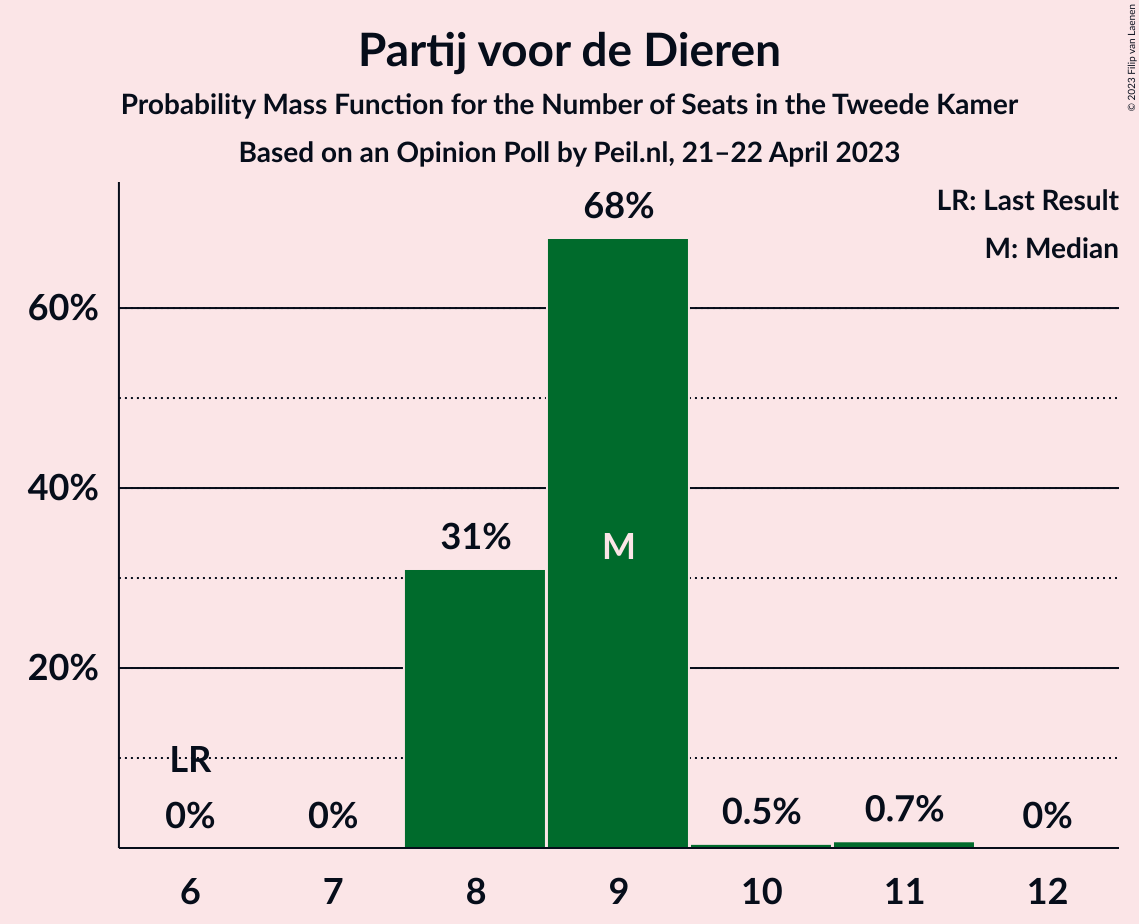 Partij voor de Dieren
Probability Mass Function for the Number of Seats in the Tweede Kamer
Based on an Opinion Poll by Peil.nl, 21–22 April 2023
© 2023 Filip van Laenen
LR: Last Result
M: Median
68%
60%
40%
31%
M
20%
LR
0% 0% 0.5% 0.7% 0%
6 7 8 9 10 11 12